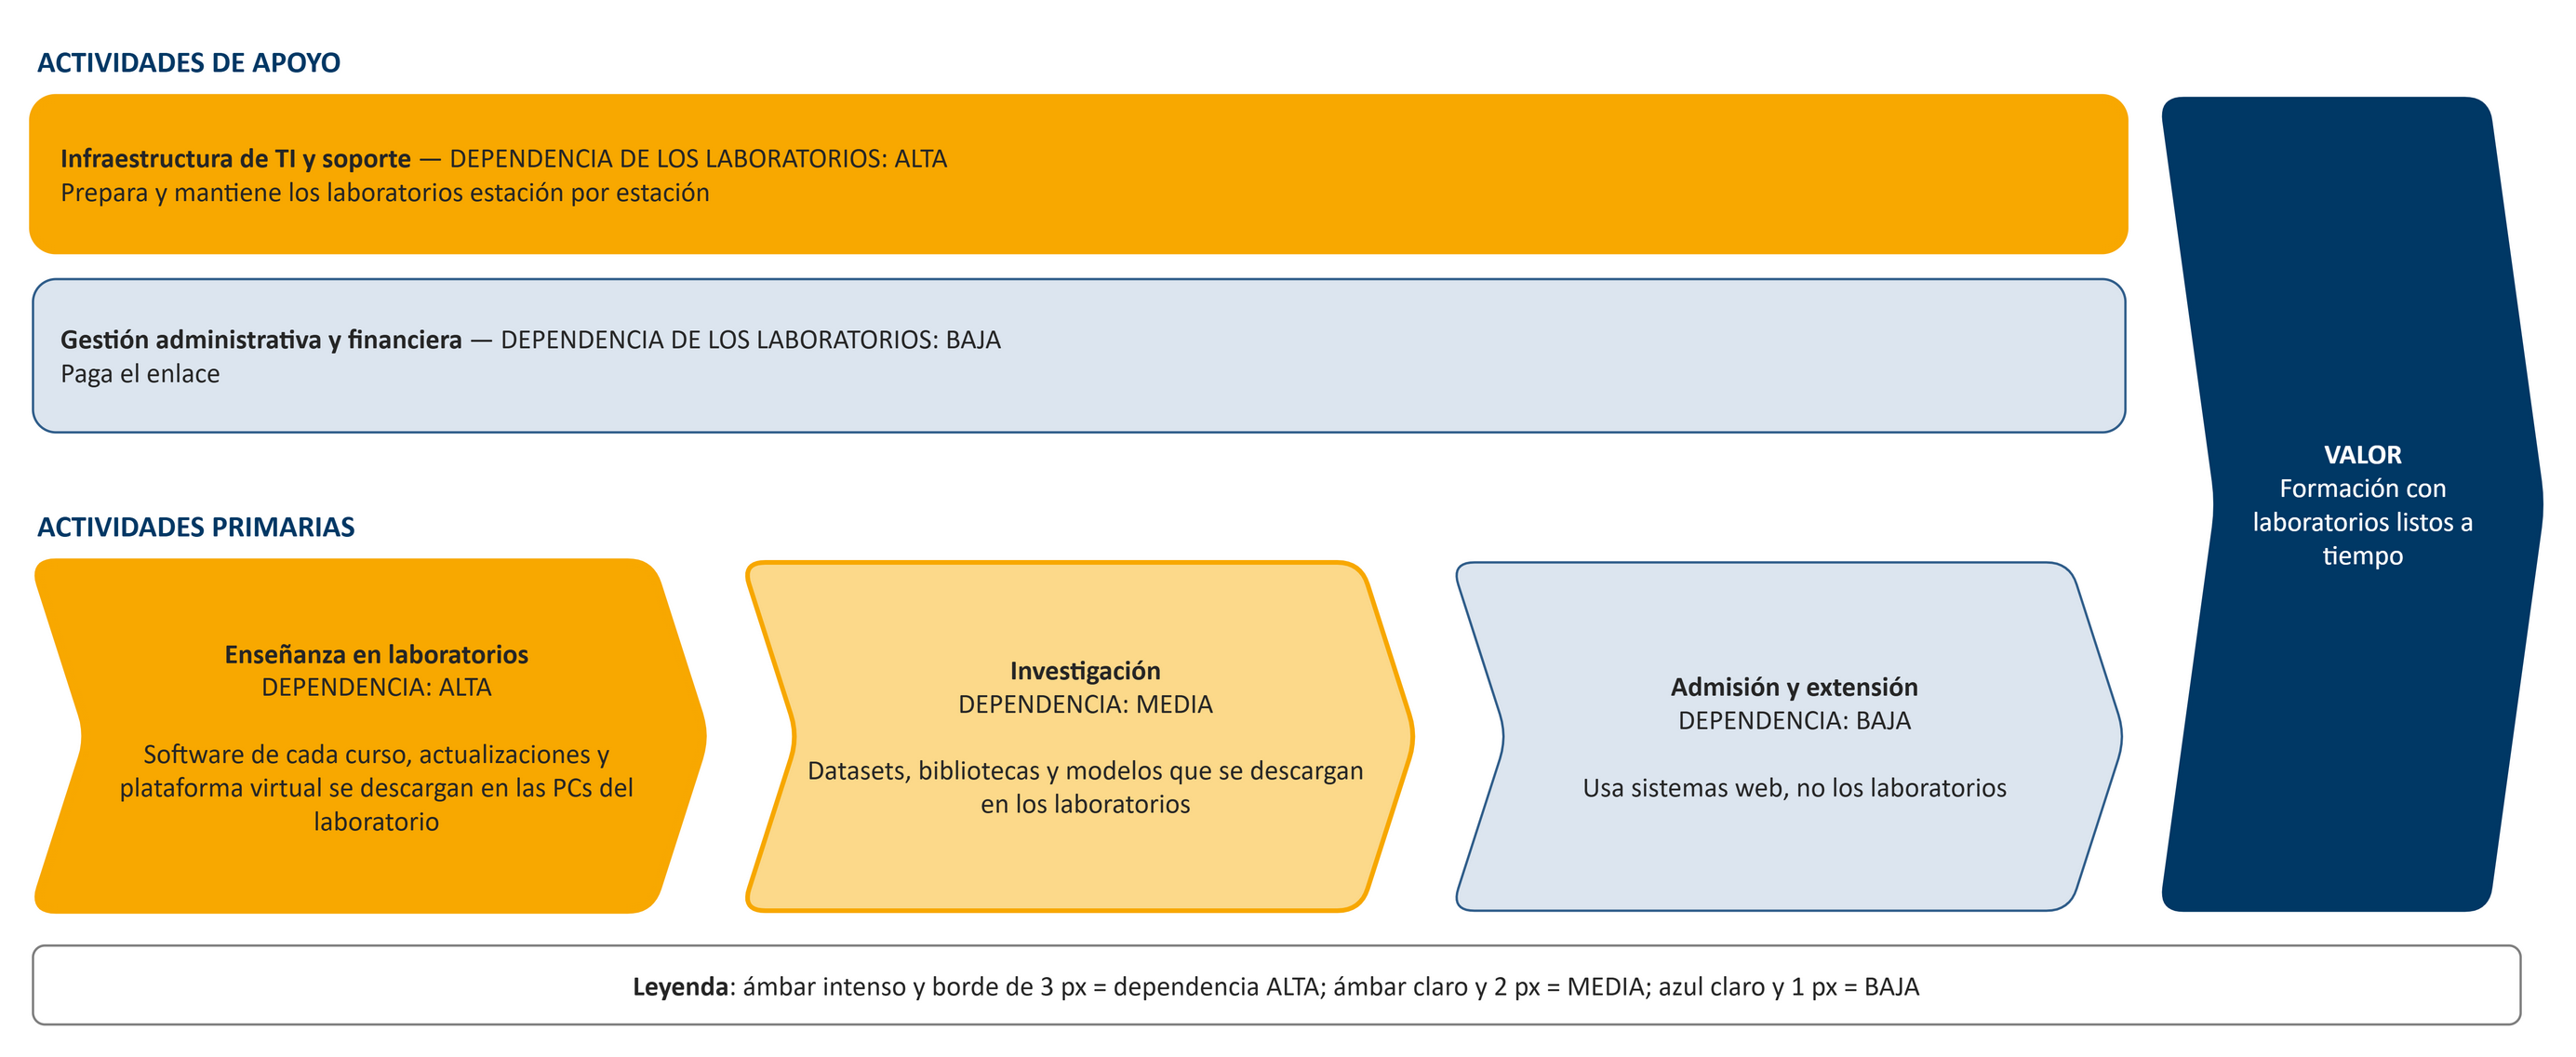 ACTIVIDADES DE APOYO
Infraestructura de TI y soporte — DEPENDENCIA DE LOS LABORATORIOS: ALTA
Prepara y mantiene los laboratorios estación por estación
Gestión administrativa y financiera — DEPENDENCIA DE LOS LABORATORIOS: BAJA
Paga el enlace
ACTIVIDADES PRIMARIAS
Enseñanza en laboratorios
DEPENDENCIA: ALTA
Software de cada curso, actualizaciones y
plataforma virtual se descargan en las PCs del
laboratorio
Investigación
DEPENDENCIA: MEDIA
Datasets, bibliotecas y modelos que se descargan
en los laboratorios
Admisión y extensión
DEPENDENCIA: BAJA
Usa sistemas web, no los laboratorios
VALOR
Formación con
laboratorios listos a
tiempo
Leyenda: ámbar intenso y borde de 3 px = dependencia ALTA; ámbar claro y 2 px = MEDIA; azul claro y 1 px = BAJA